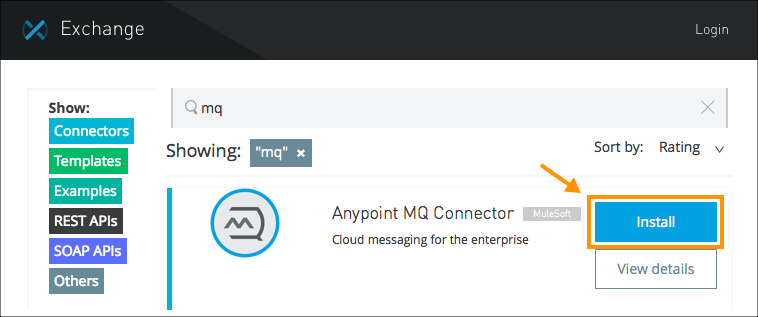 Exchange
Login
Show:
Connectors
Templates
Examples
REST APIs
SOAP APIs
Others
mq
Showing: "mq" ×
Sort by: Rating
Anypoint MQ Connector MuleSoft
Cloud messaging for the enterprise
Install
View details